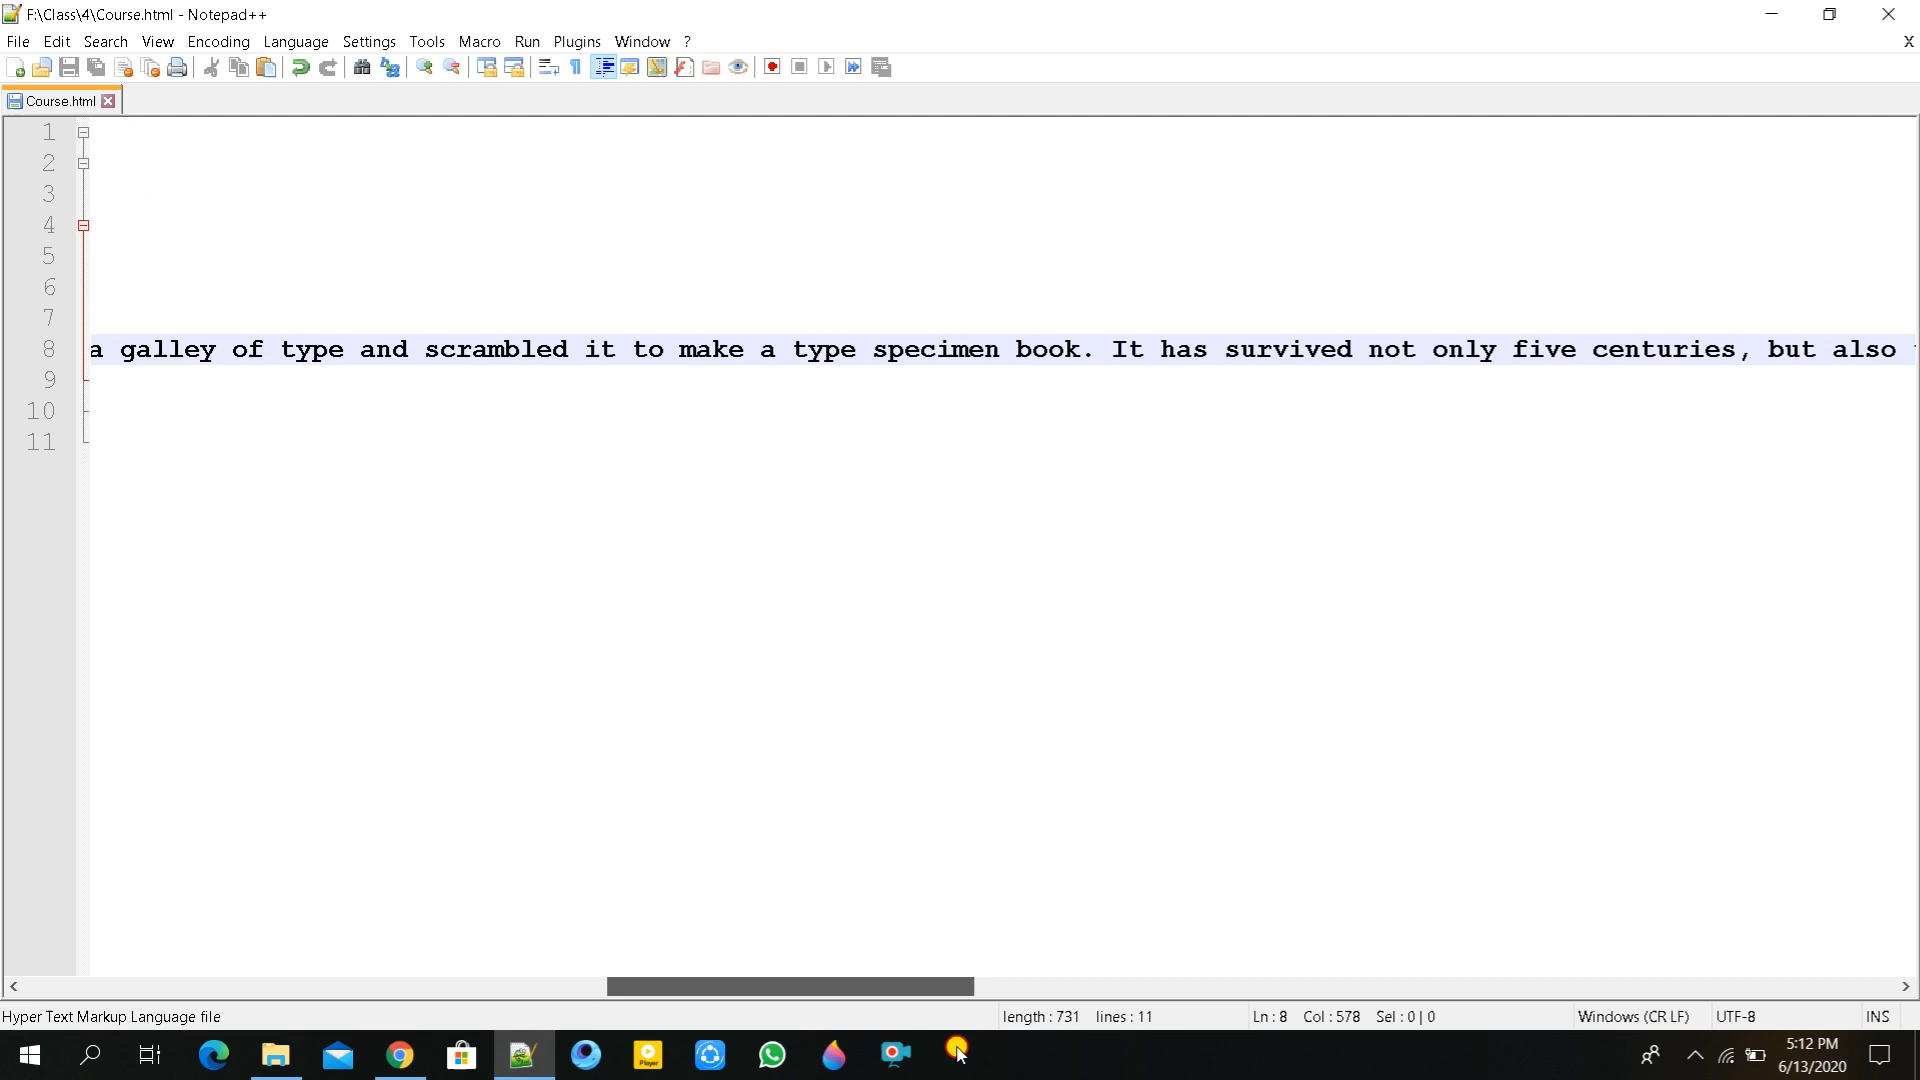 F:\Class\4\Course.html - Notepad++
File Edit Search View Encoding Language Settings Tools Macro Run Plugins Window ? X
Course.html
1
2
3
4
5
6
7
8 a galley of type and scrambled it to make a type specimen book. It has survived not only five centuries, but also
9
10
11
Hyper Text Markup Language file length : 731 lines : 11 Ln : 8 Col : 578 Sel : 0 | 0 Windows (CR LF) UTF-8 INS
5:12 PM
6/13/2020